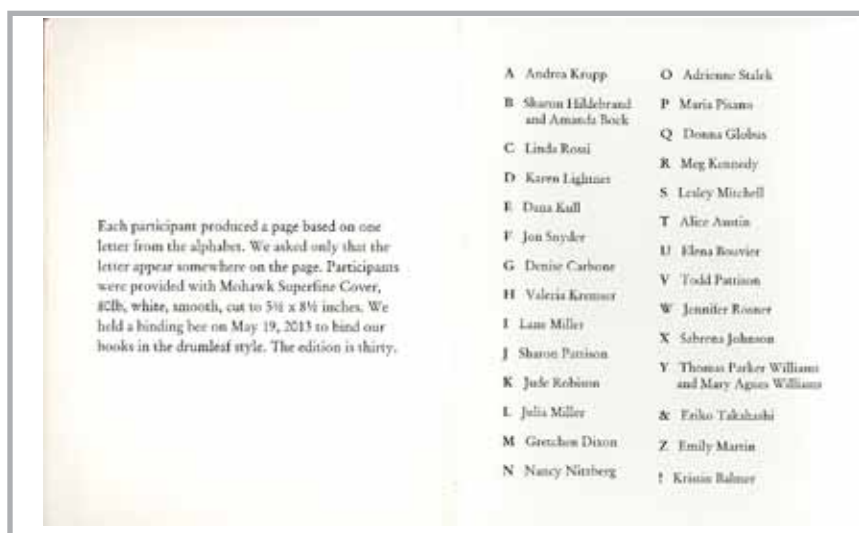 Each participant produced a page based on one
letter from the alphabet. We asked only that the
letter appear somewhere on the page. Participants
were provided with Mohawk Superfine Cover,
80lb, white, smooth, cut to 5½ x 8½ inches. We
held a binding bee on May 19, 2013 to bind our
books in the drumleaf style. The edition is thirty.
A Andrea Krupp
B Sharon Hildebrand
and Amanda Bock
C Linda Rossi
D Karen Lightner
E Dana Kull
F Jon Snyder
G Denise Carbone
H Valeria Kremser
I Lane Miller
J Sharon Pattison
K Jude Robison
L Julia Miller
M Gretchen Dixon
N Nancy Nitzberg
O Adrienne Stalek
P Maria Pisano
Q Donna Globus
R Meg Kennedy
S Lesley Mitchell
T Alice Austin
U Elena Bouvier
V Todd Pattison
W Jennifer Rosner
X Sabrena Johnson
Y Thomas Parker Williams
and Mary Agnes Williams
& Eriko Takahashi
Z Emily Martin
! Kristin Balmer